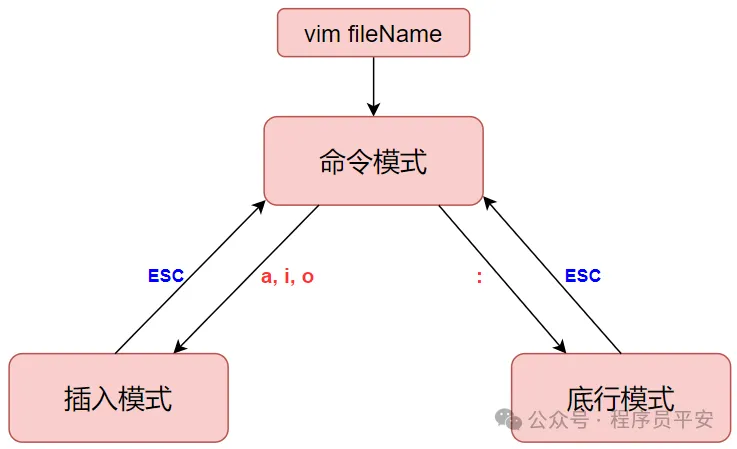 vim fileName
命令模式
ESC
a, i, o
:
ESC
插入模式
底行模式
公众号 · 程序员平安